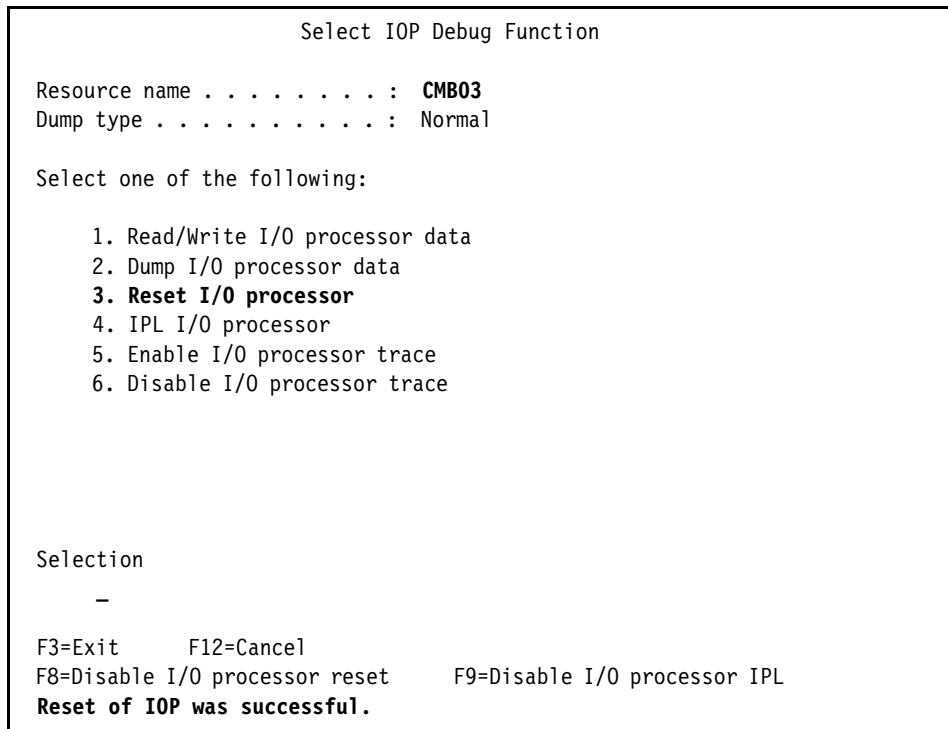 Select IOP Debug Function
Resource name . . . . . . . . : CMB03
Dump type . . . . . . . . . . : Normal
Select one of the following:
1. Read/Write I/O processor data
2. Dump I/O processor data
3. Reset I/O processor
4. IPL I/O processor
5. Enable I/O processor trace
6. Disable I/O processor trace
Selection
_
F3=Exit F12=Cancel
F8=Disable I/O processor reset F9=Disable I/O processor IPL
Reset of IOP was successful.